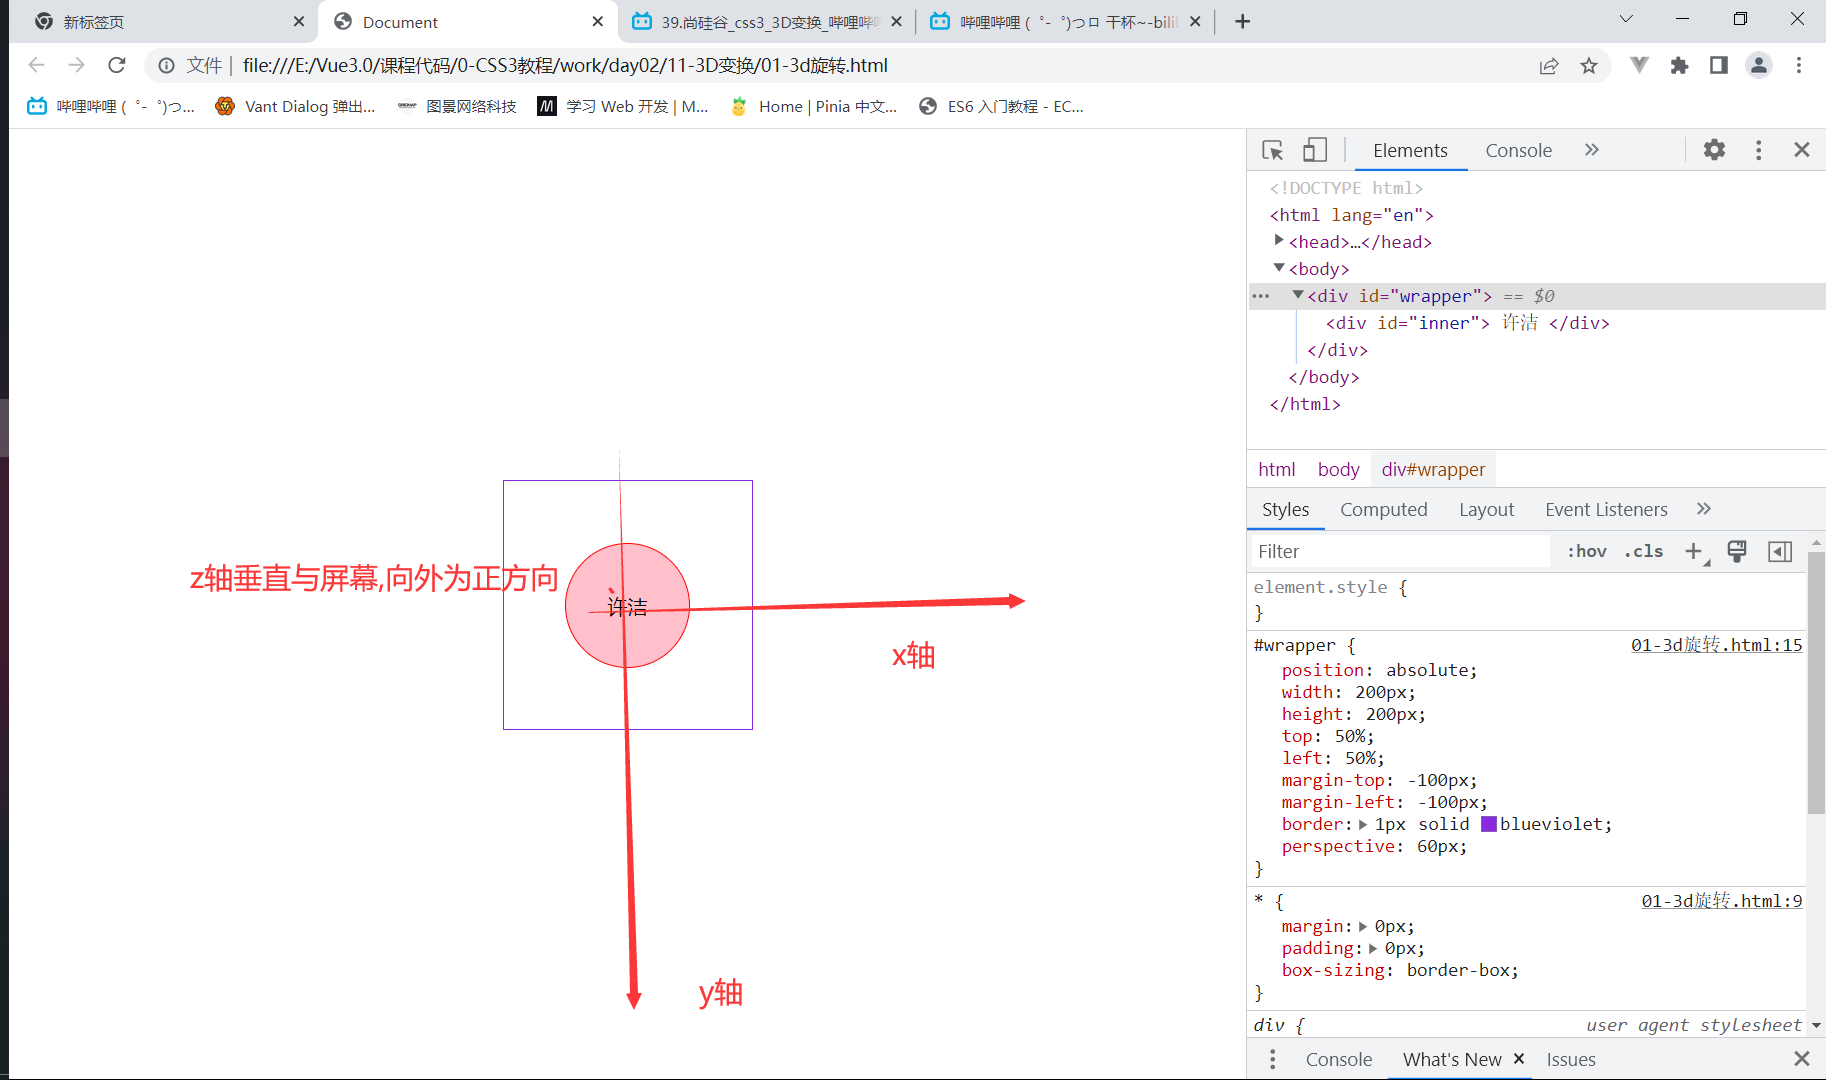 新标签页
Document
39.尚硅谷_css3_3D变换_哔哩哔
哔哩哔哩 ( ゜- ゜)つロ 干杯~-bili
文件
file:///E:/Vue3.0/课程代码/0-CSS3教程/work/day02/11-3D变换/01-3d旋转.html
哔哩哔哩 ( ゜- ゜)つ...
Vant Dialog 弹出...
图景网络科技
学习 Web 开发 | M...
Home | Pinia 中文...
ES6 入门教程 - EC...
z轴垂直与屏幕,向外为正方向
许洁
x轴
y轴
Elements
Console
<!DOCTYPE html>
<html lang="en">
<head>…</head>
<body>
<div id="wrapper"> == $0
<div id="inner"> 许洁 </div>
</div>
</body>
</html>
html
body
div#wrapper
Styles
Computed
Layout
Event Listeners
Filter
:hov
.cls
element.style {
}
#wrapper {
01-3d旋转.html:15
position: absolute;
width: 200px;
height: 200px;
top: 50%;
left: 50%;
margin-top: -100px;
margin-left: -100px;
border: 1px solid blueviolet;
perspective: 60px;
}
* {
01-3d旋转.html:9
margin: 0px;
padding: 0px;
box-sizing: border-box;
}
div {
user agent stylesheet
Console
What's New
Issues